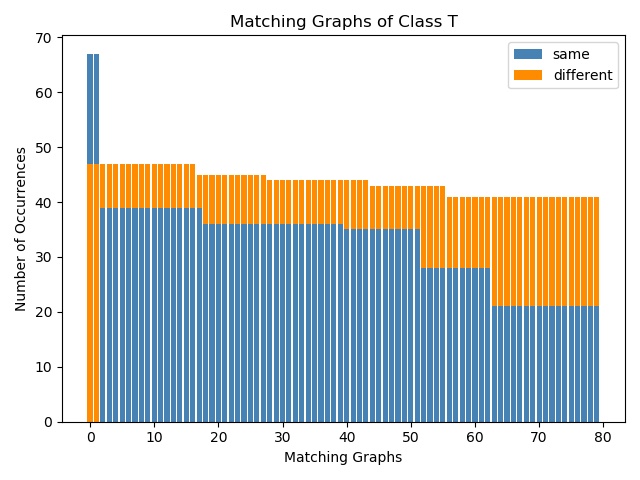 Matching Graphs of Class T
same
different
Number of Occurrences
70
60
50
40
30
20
10
0
0 10 20 30 40 50 60 70 80
Matching Graphs